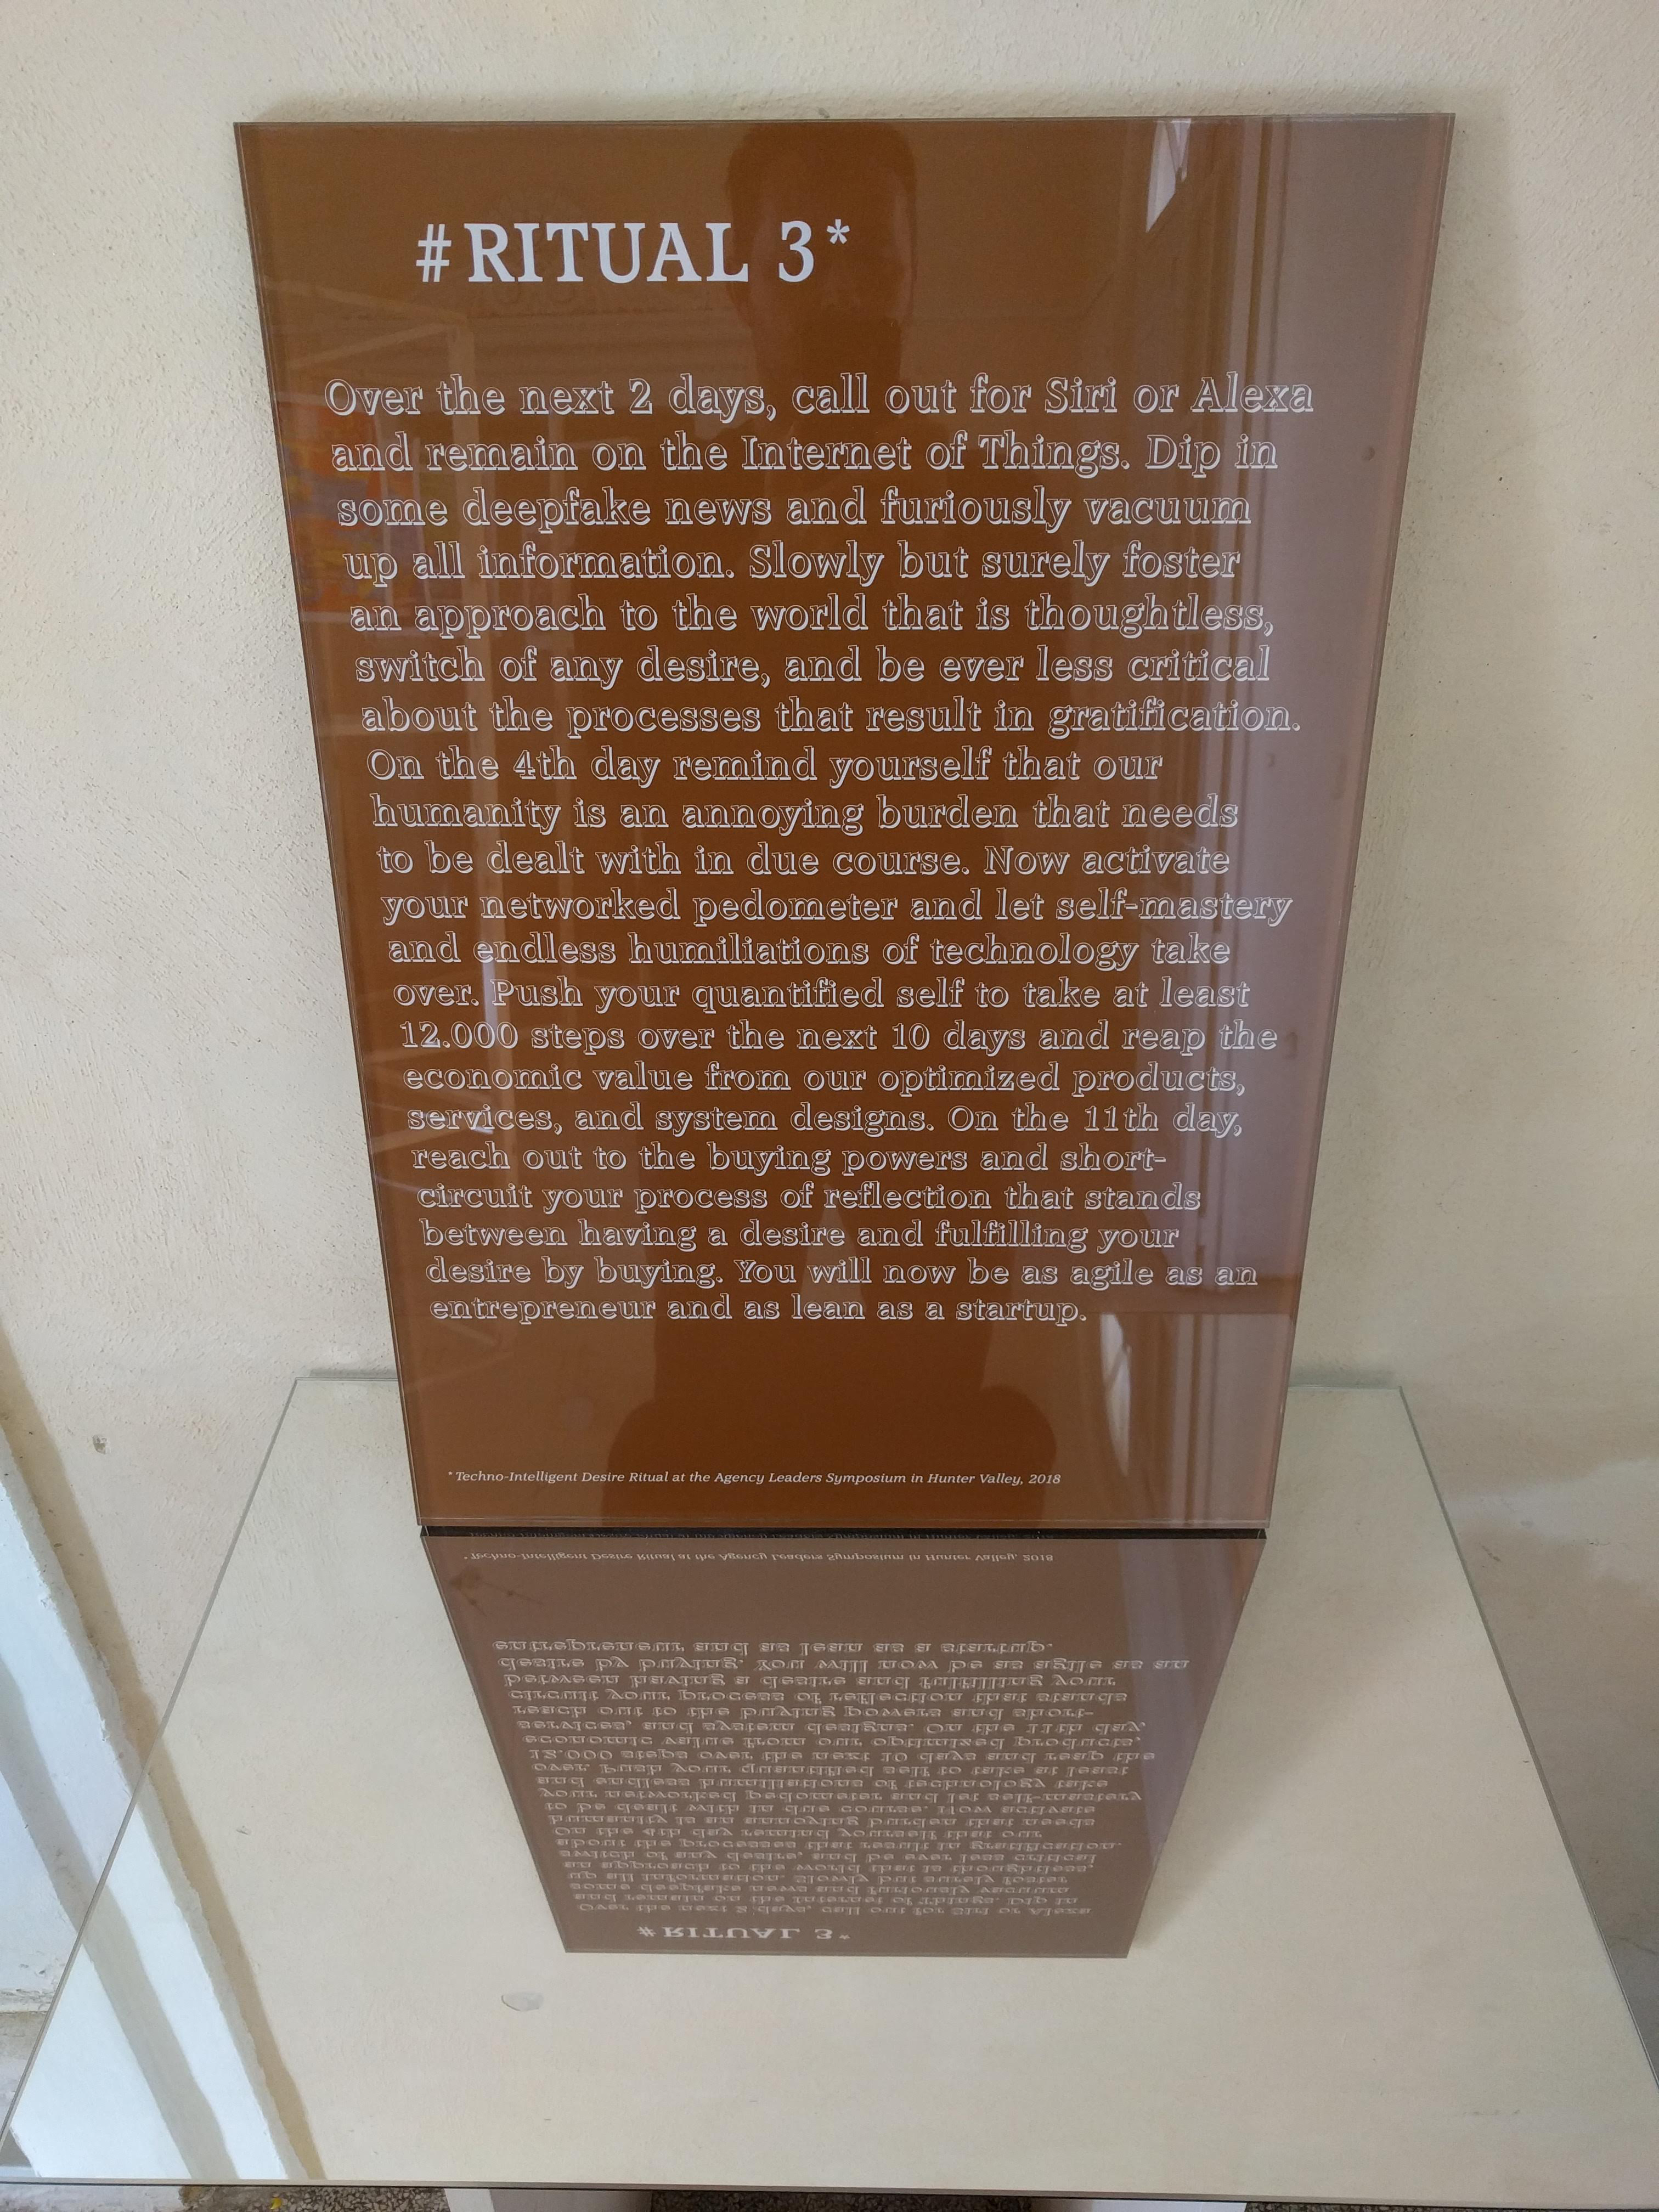 #RITUAL 3*
Over the next 2 days, call out for Siri or Alexa
and remain on the Internet of Things. Dip in
some deepfake news and furiously vacuum
up all information. Slowly but surely foster
an approach to the world that is thoughtless,
switch of any desire, and be ever less critical
about the processes that result in gratification.
On the 4th day remind yourself that our
humanity is an annoying burden that needs
to be dealt with in due course. Now activate
your networked pedometer and let self-mastery
and endless humiliations of technology take
over. Push your quantified self to take at least
12.000 steps over the next 10 days and reap the
economic value from our optimized products,
services, and system designs. On the 11th day,
reach out to the buying powers and short-
circuit your process of reflection that stands
between having a desire and fulfilling your
desire by buying. You will now be as agile as an
entrepreneur and as lean as a startup.
* Techno-Intelligent Desire Ritual at the Agency Leaders Symposium in Hunter Valley, 2018